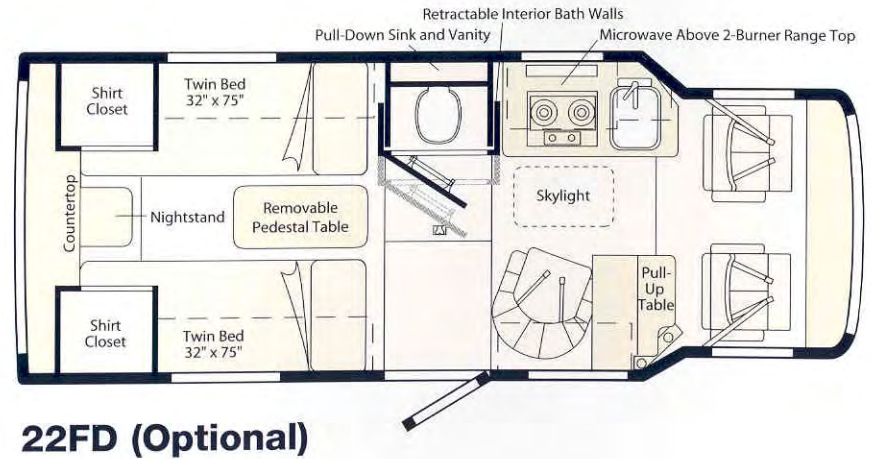 Retractable Interior Bath Walls
Pull-Down Sink and Vanity
Microwave Above 2-Burner Range Top
Shirt
Closet
Twin Bed
32" x 75"
Countertop
Nightstand
Removable
Pedestal Table
Skylight
Pull-
Up
Table
Shirt
Closet
Twin Bed
32" x 75"
22FD (Optional)